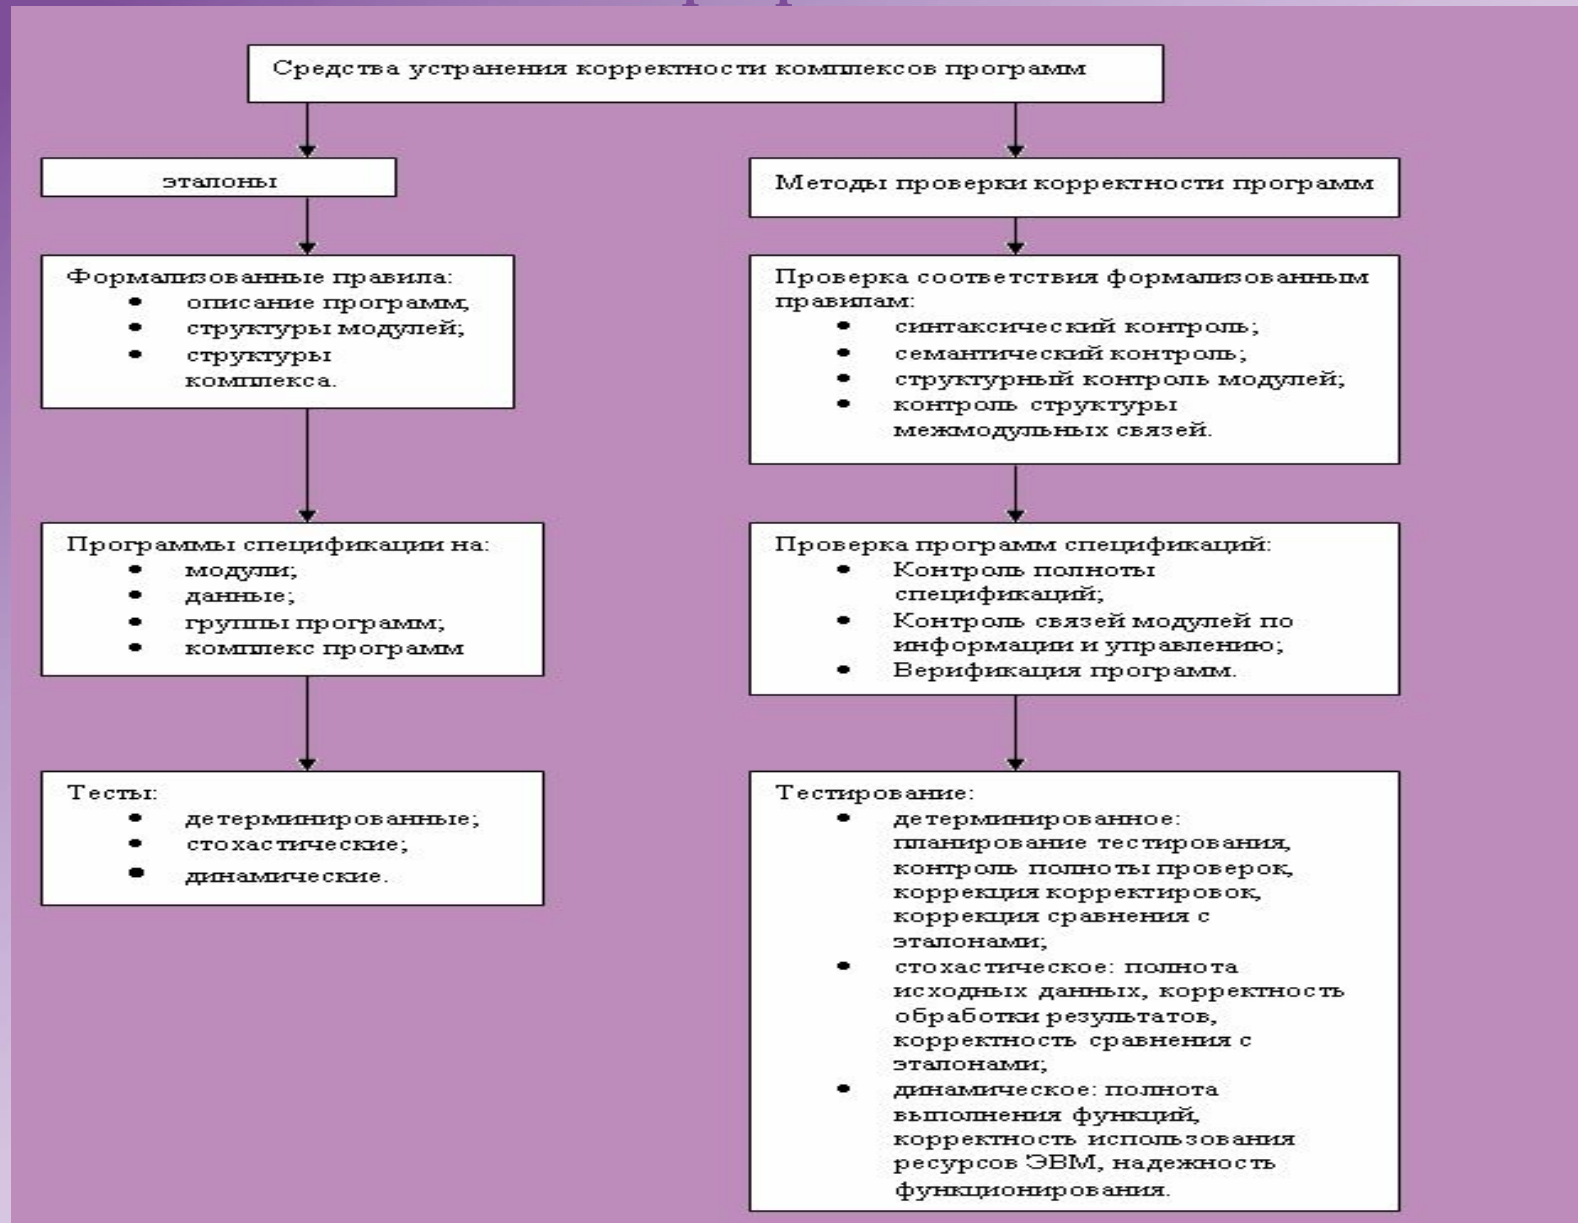 Средства устранения корректности комплексов программ
эталоны
Формализованные правила:
• описание программ;
• структуры модулей;
• структуры
комплекса.
Программы спецификации на:
• модули;
• данные;
• группы программ;
• комплекс программ
Тесты:
• детерминированные;
• стохастические;
• динамические.
Методы проверки корректности программ
Проверка соответствия формализованным
правилам:
• синтаксический контроль;
• семантический контроль;
• структурный контроль модулей;
• контроль структуры
межмодульных связей.
Проверка программ спецификаций:
• Контроль полноты
спецификаций;
• Контроль связей модулей по
информации и управлению;
• Верификация программ.
Тестирование:
• детерминированное:
планирование тестирования,
контроль полноты проверок,
коррекция корректировок,
коррекция сравнения с
эталонами;
• стохастическое: полнота
исходных данных, корректность
обработки результатов,
корректность сравнения с
эталонами;
• динамическое: полнота
выполнения функций,
корректность использования
ресурсов ЭВМ, надежность
функционирования.